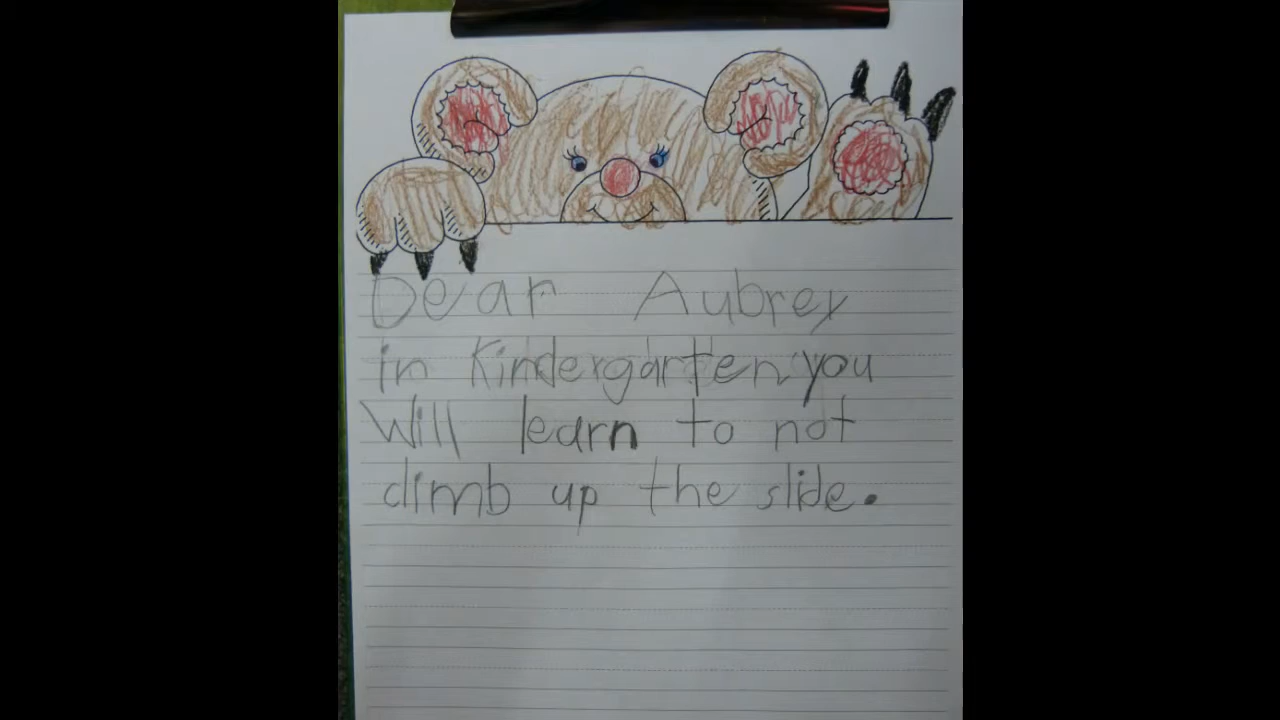 Dear Aubrey
in Kindergarten you
Will learn to not
climb up the slide.